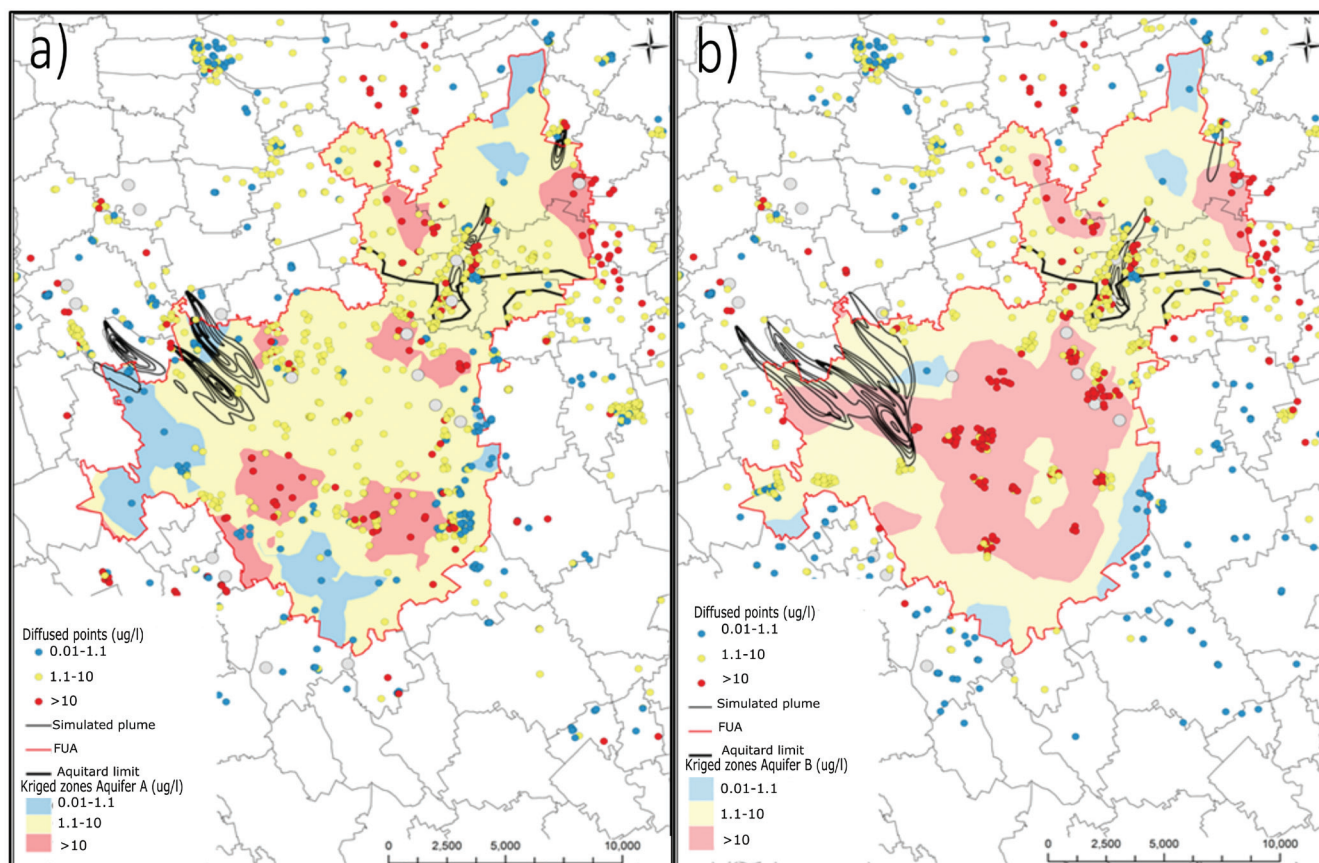 a)
N
Diffused points (ug/l)
0.01-1.1
1.1-10
>10
Simulated plume
FUA
Aquitard limit
Kriged zones Aquifer A (ug/l)
0.01-1.1
1.1-10
>10
0 2,500 5,000 10,000
b)
N
Diffused points (ug/l)
0.01-1.1
1.1-10
>10
Simulated plume
FUA
Aquitard limit
Kriged zones Aquifer B (ug/l)
0.01-1.1
1.1-10
>10
0 2,500 5,000 10,000